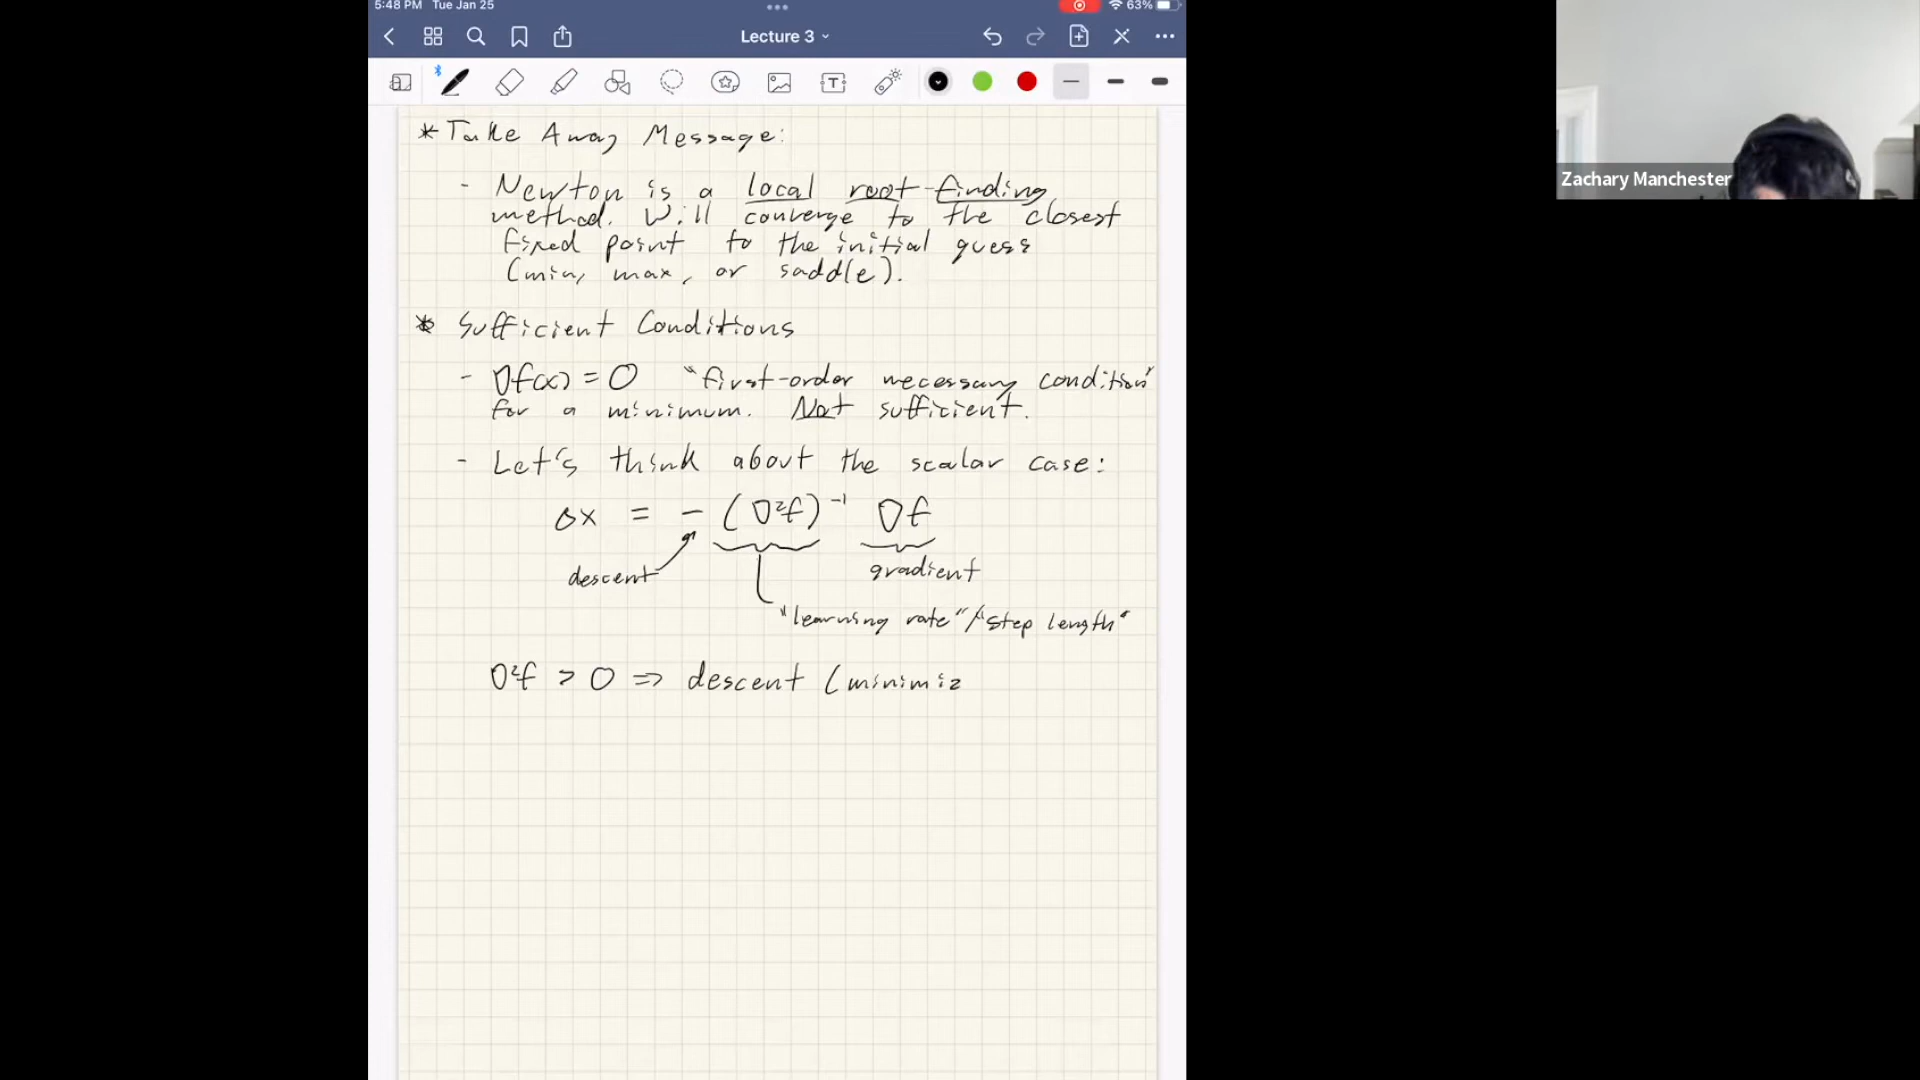 5:48 PM Tue Jan 25
63%
Lecture 3
Zachary Manchester
* Take Away Message:
- Newton is a local root-finding
method. Will converge to the closest
fixed point to the initial guess
(min, max, or saddle).
* Sufficient Conditions
- ∇f(x) = 0 "first-order necessary condition"
for a minimum. Not sufficient.
- Let's think about the scalar case:
Δx = - (∇²f)⁻¹ ∇f
descent
gradient
"learning rate" / "step length"
∇²f > 0 ⇒ descent (minimiz